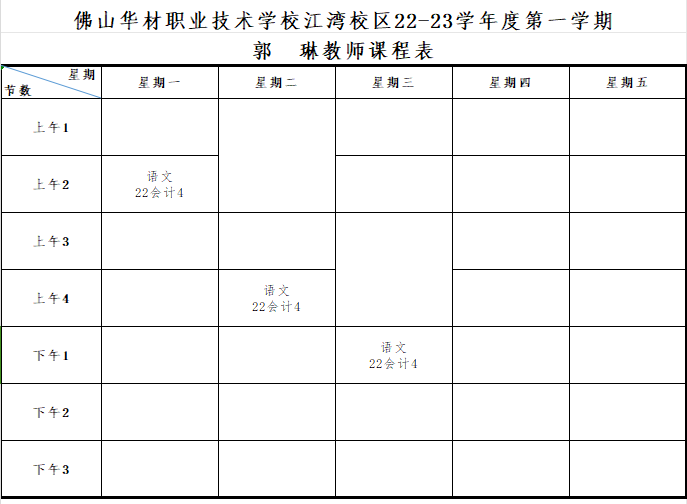 佛山华材职业技术学校江湾校区22-23学年度第一学期
郭　琳教师课程表
星期
节数
星期一 星期二 星期三 星期四 星期五
上午1
上午2
语文
22会计4
上午3
上午4
语文
22会计4
下午1
语文
22会计4
下午2
下午3